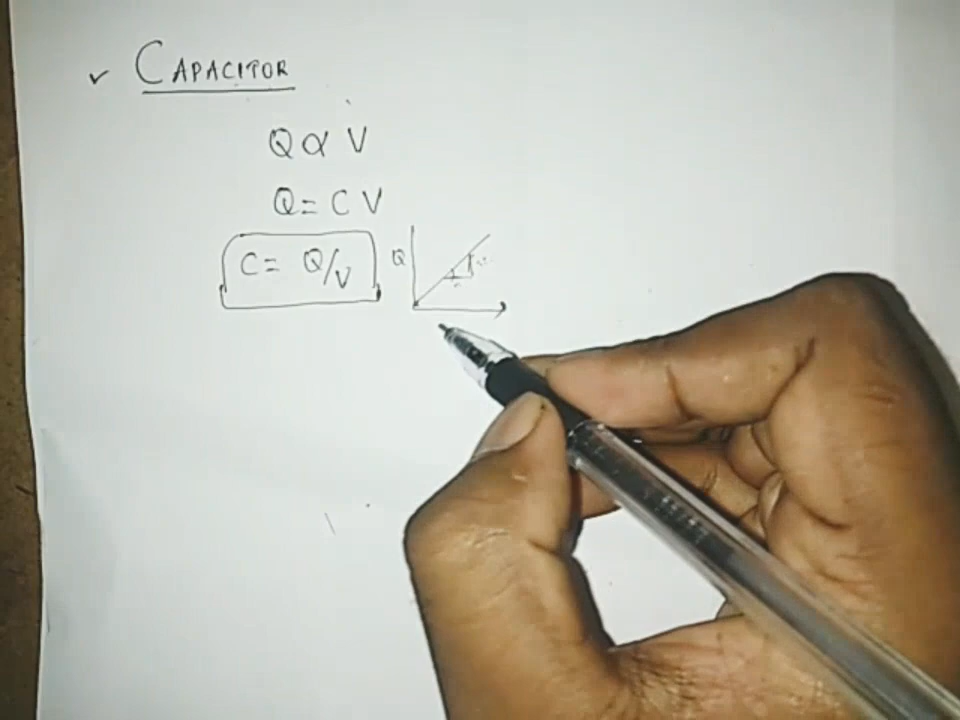 ✓ CAPACITOR
Q ∝ V
Q = C V
C = Q/V
Q